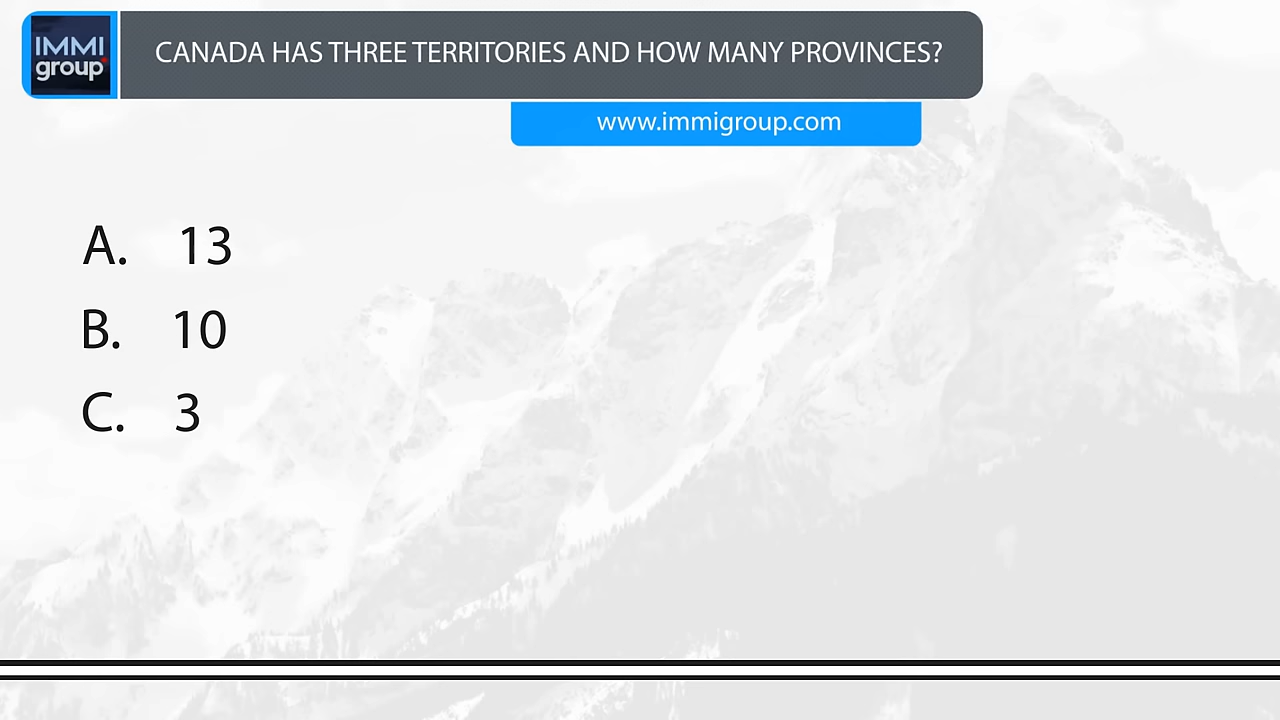 IMMI
group
CANADA HAS THREE TERRITORIES AND HOW MANY PROVINCES?
www.immigroup.com
A. 13
B. 10
C. 3